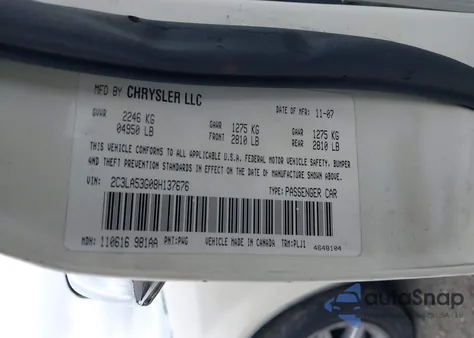 MFD BY CHRYSLER LLC
DATE OF MFR: 11-07
GVWR 2246 KG 04950 LB
GAWR FRONT 1275 KG 2810 LB
GAWR REAR 1275 KG 2810 LB
THIS VEHICLE CONFORMS TO ALL APPLICABLE U.S.A. FEDERAL MOTOR VEHICLE SAFETY, BUMPER
AND THEFT PREVENTION STANDARDS IN EFFECT ON THE DATE OF MANUFACTURE SHOWN ABOVE.
VIN: 2C3LA53G08H137676 TYPE: PASSENGER CAR
MDH: 110616 981AA PNT: PWG VEHICLE MADE IN CANADA TRM: PLJ1
4648104
autoSnap